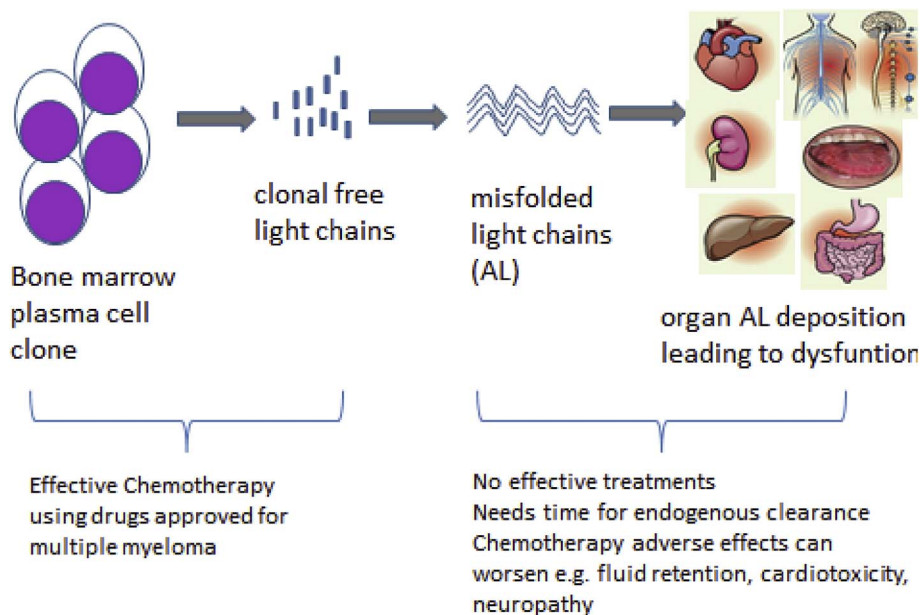 clonal free
light chains
misfolded
light chains
(AL)
Bone marrow
plasma cell
clone
organ AL deposition
leading to dysfuntion
Effective Chemotherapy
using drugs approved for
multiple myeloma
No effective treatments
Needs time for endogenous clearance
Chemotherapy adverse effects can
worsen e.g. fluid retention, cardiotoxicity,
neuropathy